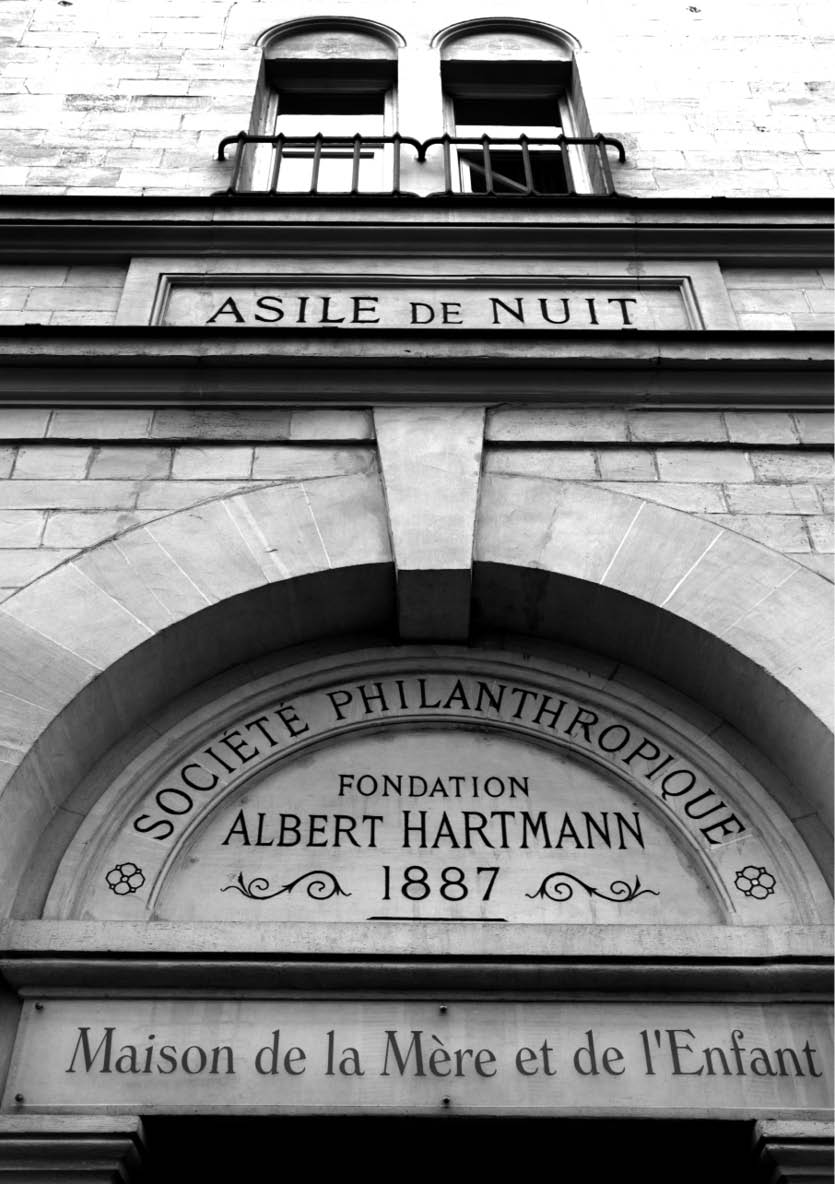 ASILE DE NUIT
SOCIÉTÉ PHILANTHROPIQUE
FONDATION
ALBERT HARTMANN
1887
Maison de la Mère et de l'Enfant